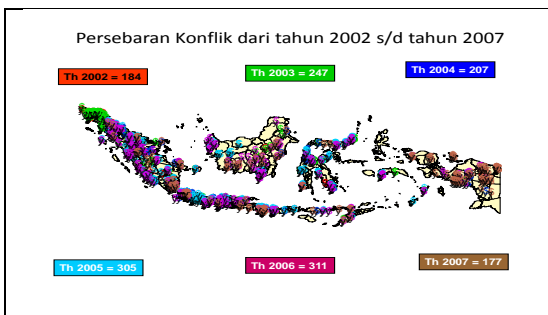 Persebaran Konflik dari tahun 2002 s/d tahun 2007
Th 2002 = 184
Th 2003 = 247
Th 2004 = 207
Th 2005 = 305
Th 2006 = 311
Th 2007 = 177